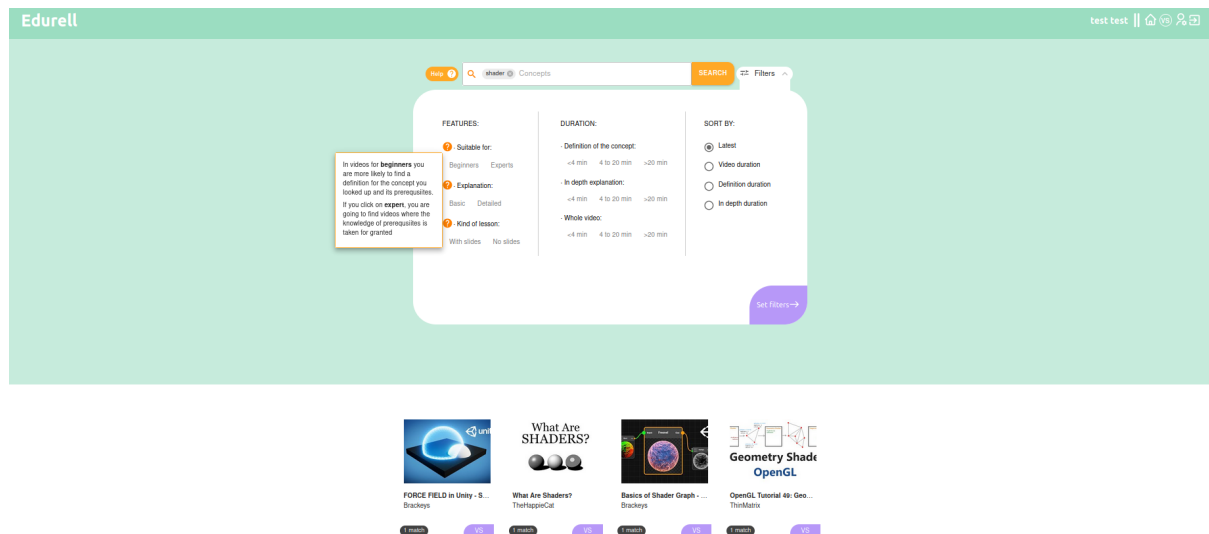 Edurell
test test
VS
Help ?
shader
Concepts
SEARCH
Filters
FEATURES:
? - Suitable for:
Beginners Experts
? - Explanation:
Basic Detailed
? - Kind of lesson:
With slides No slides
DURATION:
- Definition of the concept:
<4 min 4 to 20 min >20 min
- In depth explanation:
<4 min 4 to 20 min >20 min
- Whole video:
<4 min 4 to 20 min >20 min
SORT BY:
Latest
Video duration
Definition duration
In depth duration
In videos for beginners you
are more likely to find a
definition for the concept you
looked up and its prerequsiites.
If you click on expert, you are
going to find videos where the
knowledge of prerequsiites is
taken for granted
Set filters→
unit
What Are
SHADERS?
Geometry Shade
OpenGL
FORCE FIELD in Unity - S...
Brackeys
What Are Shaders?
TheHappieCat
Basics of Shader Graph - ...
Brackeys
OpenGL Tutorial 49: Geo...
ThinMatrix
1 match VS
1 match VS
1 match VS
1 match VS